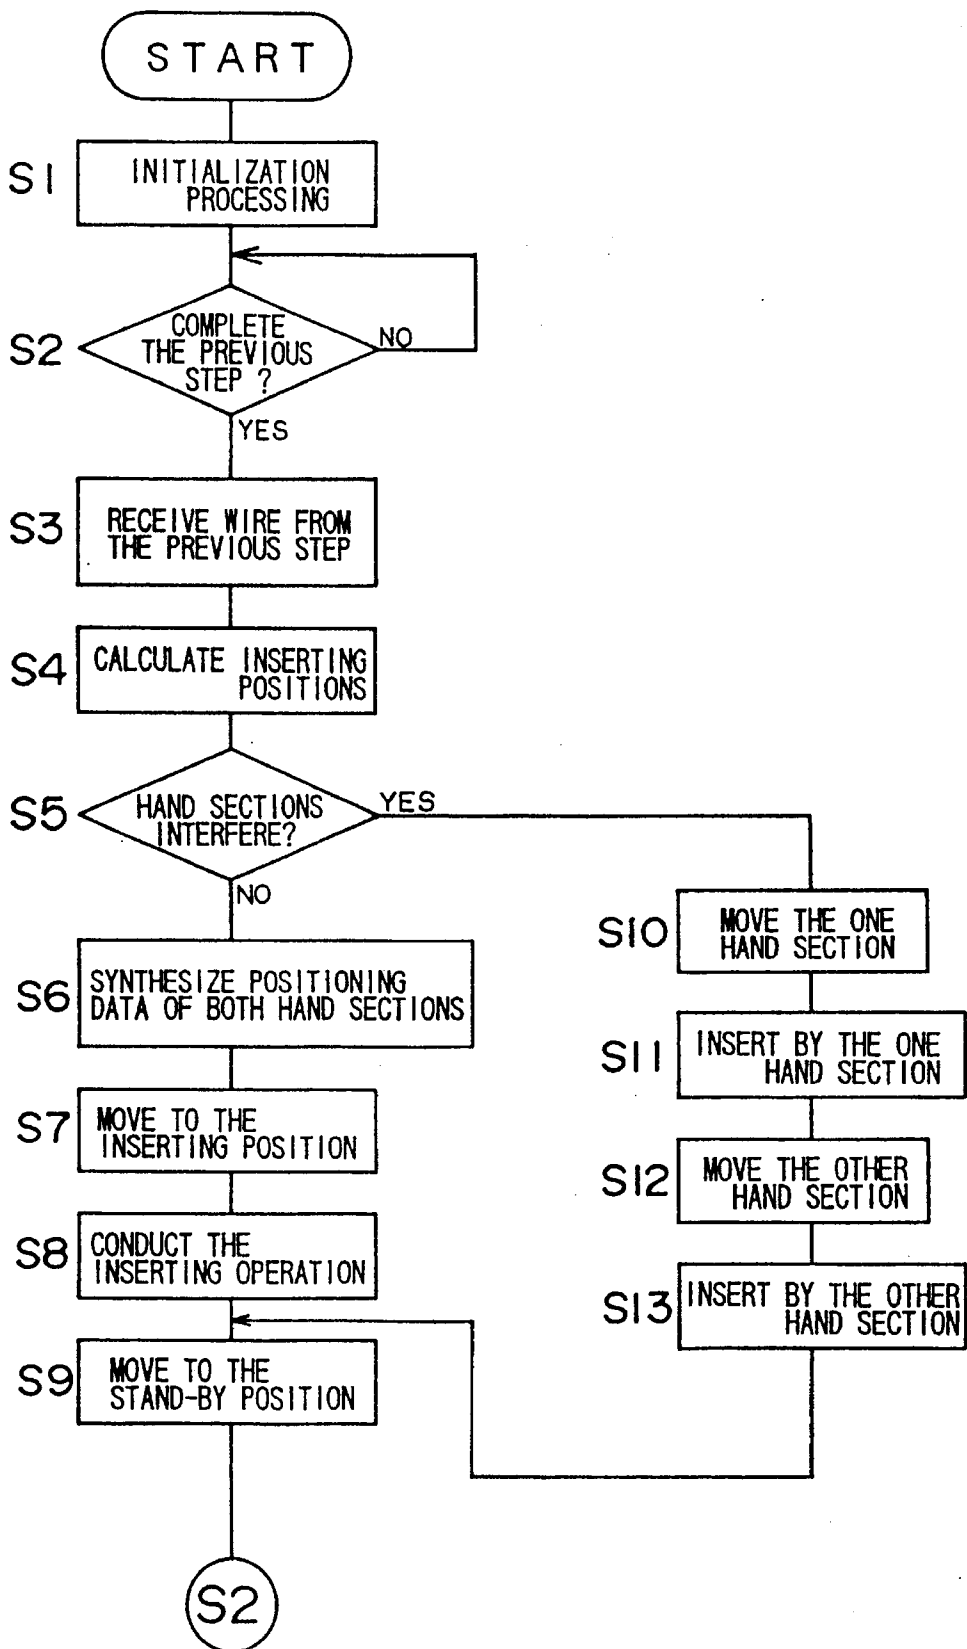 START
S1
INITIALIZATION
PROCESSING
S2
COMPLETE
THE PREVIOUS
STEP ?
NO
YES
S3
RECEIVE WIRE FROM
THE PREVIOUS STEP
S4
CALCULATE INSERTING
POSITIONS
S5
HAND SECTIONS
INTERFERE?
YES
NO
S6
SYNTHESIZE POSITIONING
DATA OF BOTH HAND SECTIONS
S7
MOVE TO THE
INSERTING POSITION
S8
CONDUCT THE
INSERTING OPERATION
S9
MOVE TO THE
STAND-BY POSITION
S2
S10
MOVE THE ONE
HAND SECTION
S11
INSERT BY THE ONE
HAND SECTION
S12
MOVE THE OTHER
HAND SECTION
S13
INSERT BY THE OTHER
HAND SECTION